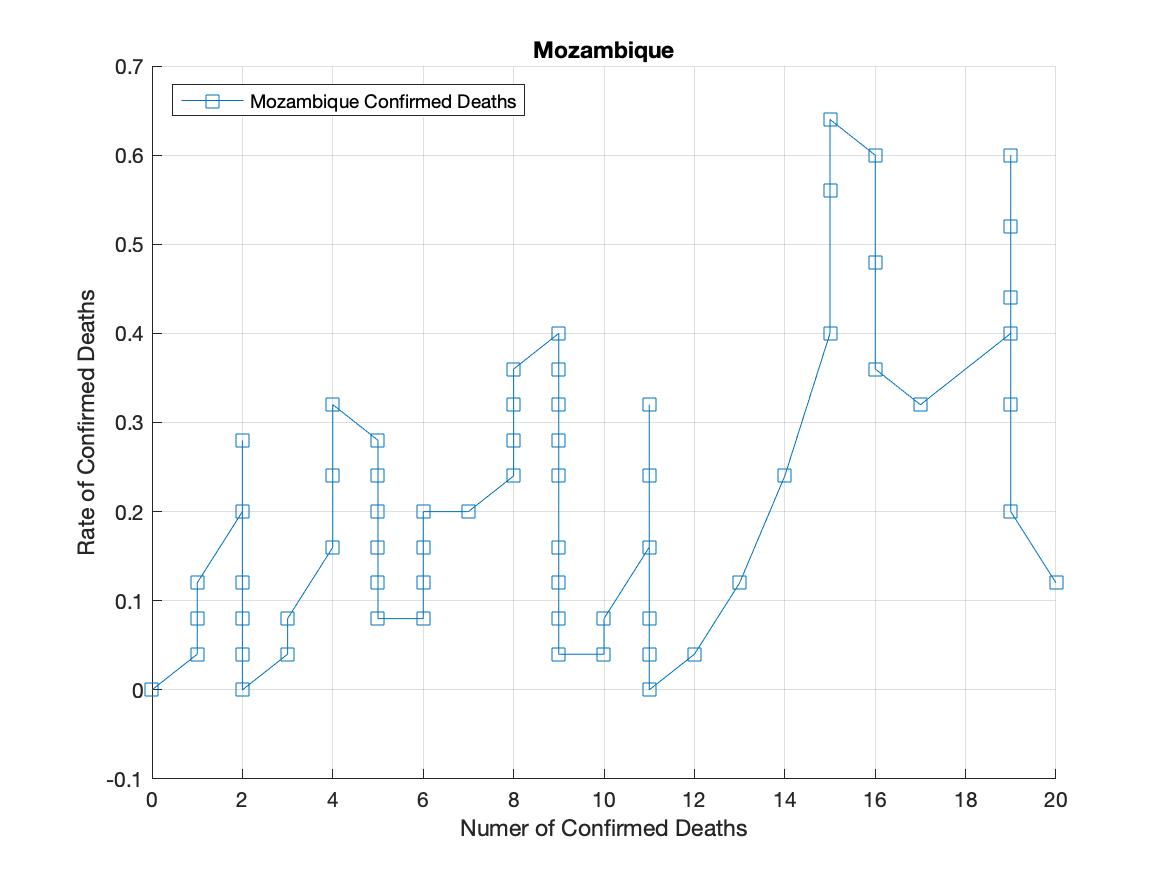 Mozambique
0.7
Mozambique Confirmed Deaths
0.6
0.5
0.4
0.3
0.2
0.1
0
-0.1
Rate of Confirmed Deaths
0 2 4 6 8 10 12 14 16 18 20
Numer of Confirmed Deaths